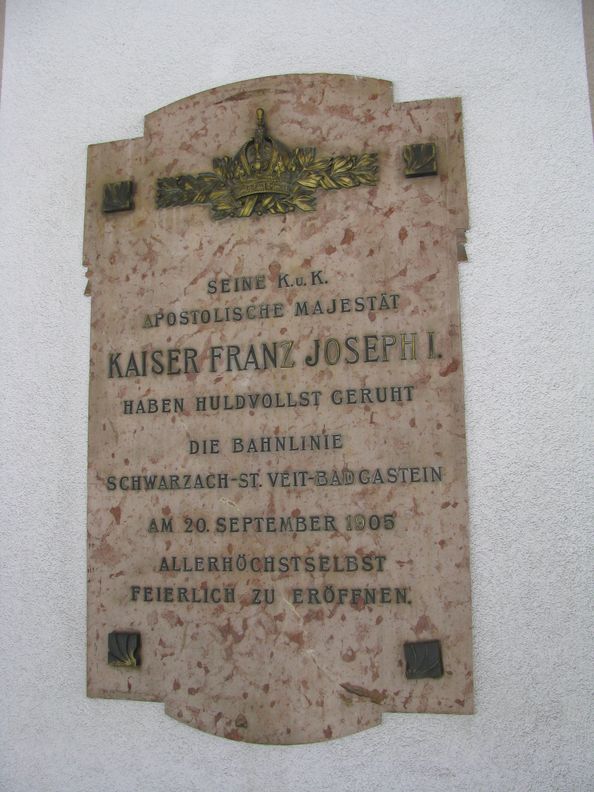 SEINE K.u.K.
APOSTOLISCHE MAJESTÄT
KAISER FRANZ JOSEPH I.
HABEN HULDVOLLST GERUHT
DIE BAHNLINIE
SCHWARZACH-ST. VEIT-BADGASTEIN
AM 20. SEPTEMBER 1905
ALLERHÖCHSTSELBST
FEIERLICH ZU ERÖFFNEN.